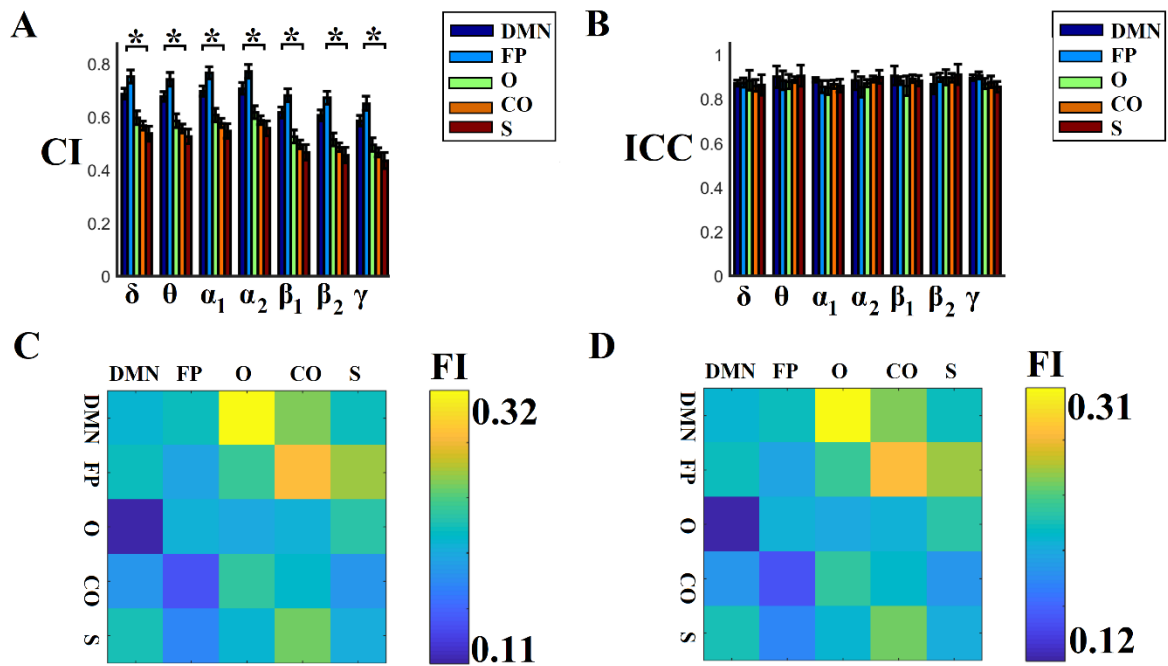 A
* * * * * * *
DMN
FP
O
CO
S
CI
0.8
0.6
0.4
0.2
0
δ θ α1 α2 β1 β2 γ
B
DMN
FP
O
CO
S
ICC
1
0.8
0.6
0.4
0.2
0
δ θ α1 α2 β1 β2 γ
C
DMN FP O CO S
DMN
FP
O
CO
S
FI
0.32
0.11
D
DMN FP O CO S
DMN
FP
O
CO
S
FI
0.31
0.12